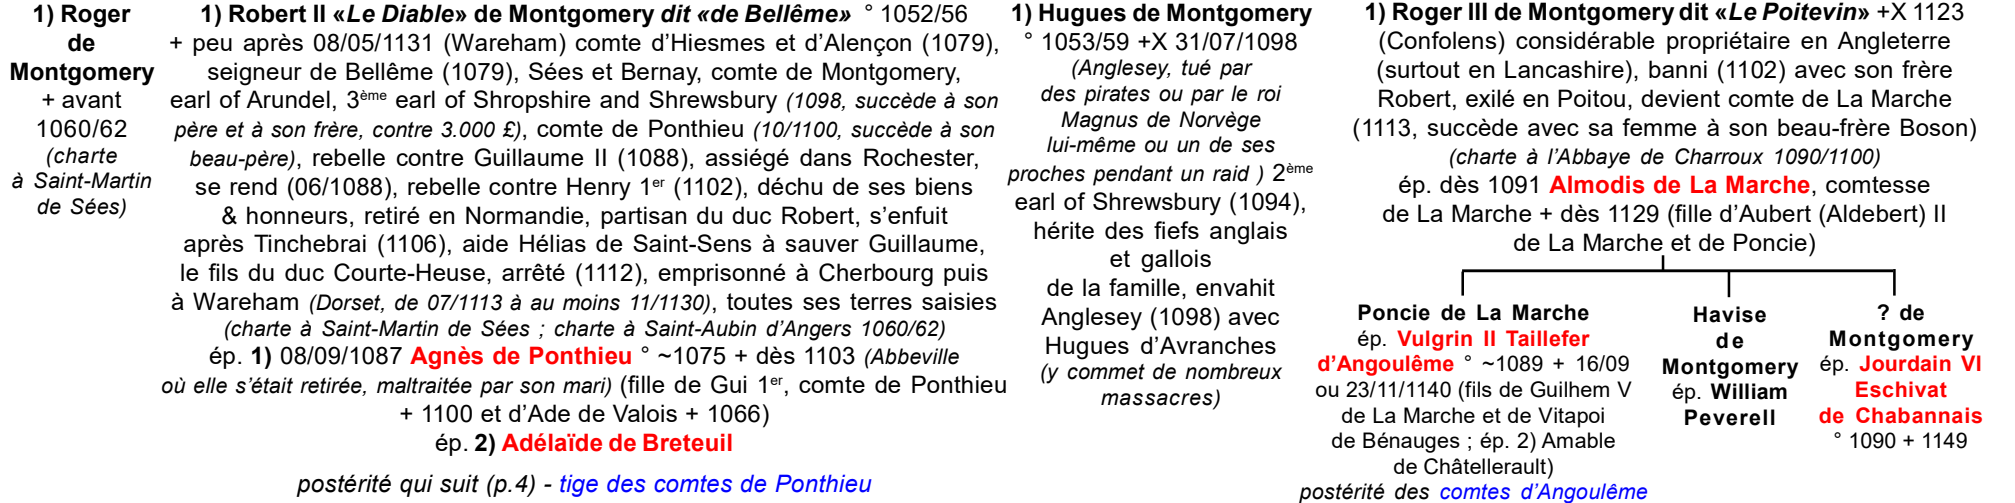 1) Roger
de
Montgomery
+ avant
1060/62
(charte
à Saint-Martin
de Sées)
1) Robert II «Le Diable» de Montgomery dit «de Bellême» ° 1052/56
+ peu après 08/05/1131 (Wareham) comte d’Hiesmes et d’Alençon (1079),
seigneur de Bellême (1079), Sées et Bernay, comte de Montgomery,
earl of Arundel, 3ème earl of Shropshire and Shrewsbury (1098, succède à son
père et à son frère, contre 3.000 £), comte de Ponthieu (10/1100, succède à son
beau-père), rebelle contre Guillaume II (1088), assiégé dans Rochester,
se rend (06/1088), rebelle contre Henry 1er (1102), déchu de ses biens
& honneurs, retiré en Normandie, partisan du duc Robert, s’enfuit
après Tinchebrai (1106), aide Hélias de Saint-Sens à sauver Guillaume,
le fils du duc Courte-Heuse, arrêté (1112), emprisonné à Cherbourg puis
à Wareham (Dorset, de 07/1113 à au moins 11/1130), toutes ses terres saisies
(charte à Saint-Martin de Sées ; charte à Saint-Aubin d’Angers 1060/62)
ép. 1) 08/09/1087 Agnès de Ponthieu ° ~1075 + dès 1103 (Abbeville
où elle s’était retirée, maltraitée par son mari) (fille de Gui 1er, comte de Ponthieu
+ 1100 et d’Ade de Valois + 1066)
ép. 2) Adélaïde de Breteuil
postérité qui suit (p.4) - tige des comtes de Ponthieu
1) Hugues de Montgomery
° 1053/59 +X 31/07/1098
(Anglesey, tué par
des pirates ou par le roi
Magnus de Norvège
lui-même ou un de ses
proches pendant un raid ) 2ème
earl of Shrewsbury (1094),
hérite des fiefs anglais
et gallois
de la famille, envahit
Anglesey (1098) avec
Hugues d’Avranches
(y commet de nombreux
massacres)
1) Roger III de Montgomery dit «Le Poitevin» +X 1123
(Confolens) considérable propriétaire en Angleterre
(surtout en Lancashire), banni (1102) avec son frère
Robert, exilé en Poitou, devient comte de La Marche
(1113, succède avec sa femme à son beau-frère Boson)
(charte à l’Abbaye de Charroux 1090/1100)
ép. dès 1091 Almodis de La Marche, comtesse
de La Marche + dès 1129 (fille d’Aubert (Aldebert) II
de La Marche et de Poncie)
Poncie de La Marche
ép. Vulgrin II Taillefer
d’Angoulême ° ~1089 + 16/09
ou 23/11/1140 (fils de Guilhem V
de La Marche et de Vitapoi
de Bénauges ; ép. 2) Amable
de Châtellerault)
postérité des comtes d’Angoulême
Havise
de
Montgomery
ép. William
Peverell
? de
Montgomery
ép. Jourdain VI
Eschivat
de Chabannais
° 1090 + 1149